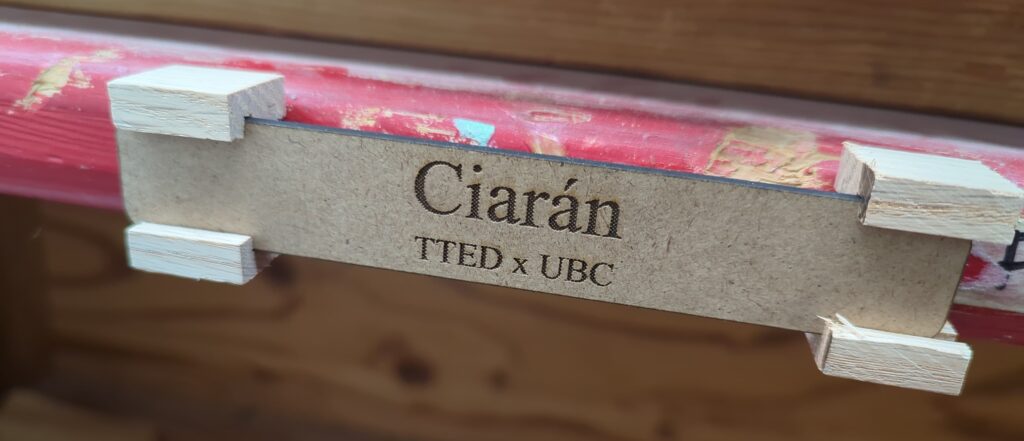 Ciarán
TTED x UBC